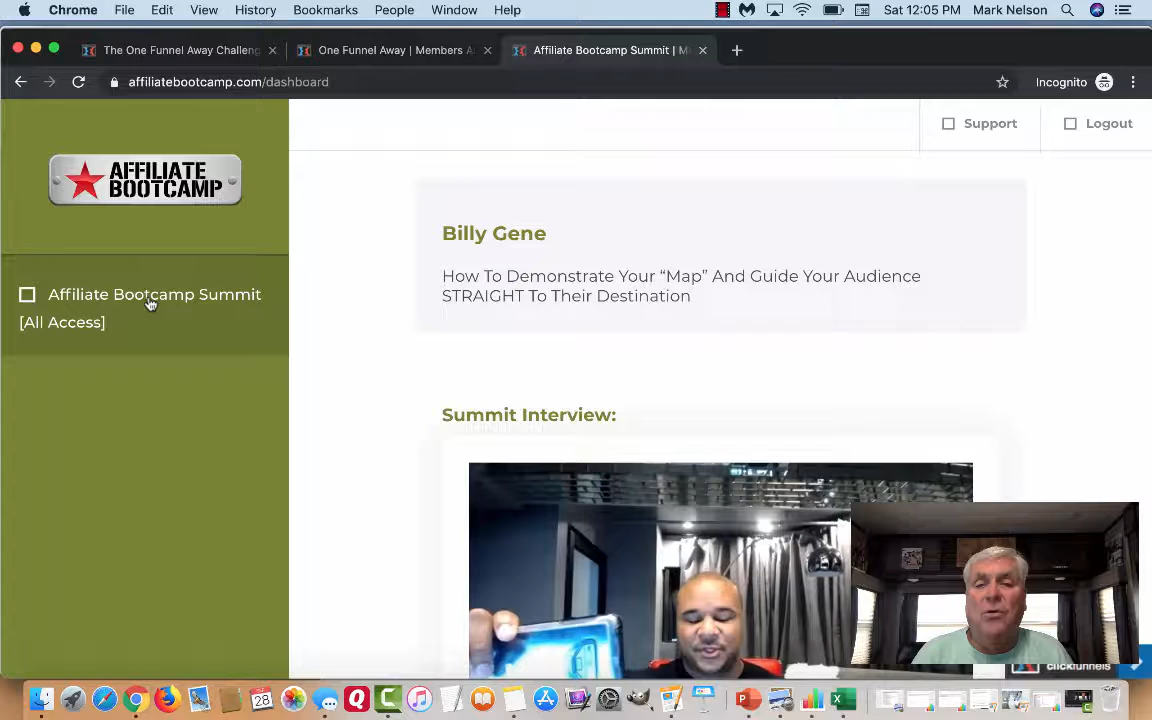 Chrome File Edit View History Bookmarks People Window Help Sat 12:05 PM Mark Nelson
The One Funnel Away Challeng
One Funnel Away | Members A
Affiliate Bootcamp Summit | M
affiliatebootcamp.com/dashboard
Incognito
Support
Logout
AFFILIATE
BOOTCAMP
Billy Gene
How To Demonstrate Your “Map” And Guide Your Audience
STRAIGHT To Their Destination
Affiliate Bootcamp Summit
[All Access]
Summit Interview:
clickfunnels
28